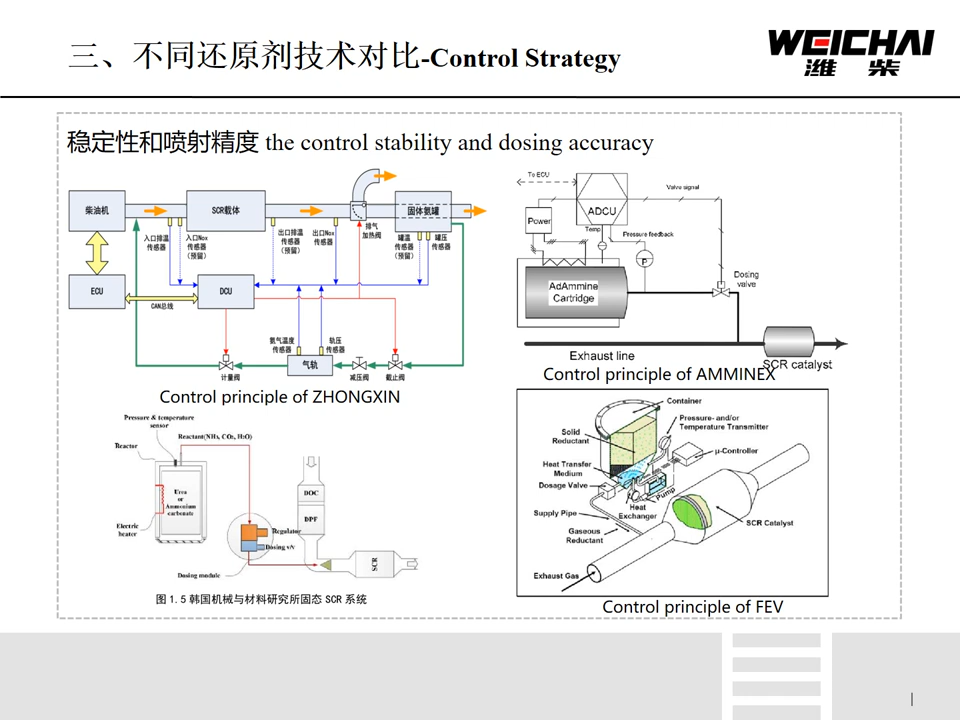 三、不同还原剂技术对比-Control Strategy
WEICHAI
潍 柴
稳定性和喷射精度 the control stability and dosing accuracy
柴油机
SCR载体
固体氨罐
排气
加热阀
入口排温
传感器
入口Nox
传感器
（预留）
出口排温
传感器
（预留）
出口Nox
传感器
罐温
传感器
（预留）
罐压
传感器
ECU
DCU
CAN总线
氨气温度
传感器
轨压
传感器
气轨
计量阀
减压阀
截止阀
Control principle of ZHONGXIN
To ECU
Valve signal
ADCU
Power
Temp.
Pressure feedback
P
Dosing
valve
AdAmmine
Cartridge
Exhaust line
SCR catalyst
Control principle of AMMINEX
Pressure & temperature
sensor
Reactant(NH₃, CO₂, H₂O)
Reactor
Urea
or
Ammonium
carbonate
Electric
heater
DOC
DPF
Regulator
Dosing v/v
SCR
Dosing module
图 1.5 韩国机械与材料研究所固态 SCR 系统
Container
Pressure- and/or
Temperature Transmitter
Solid
Reductant
µ-Controller
Heat Transfer
Medium
Dosage Valve
Pump
Heat
Exchanger
Supply Pipe
SCR Catalyst
Gaseous
Reductant
Exhaust Gas
Control principle of FEV